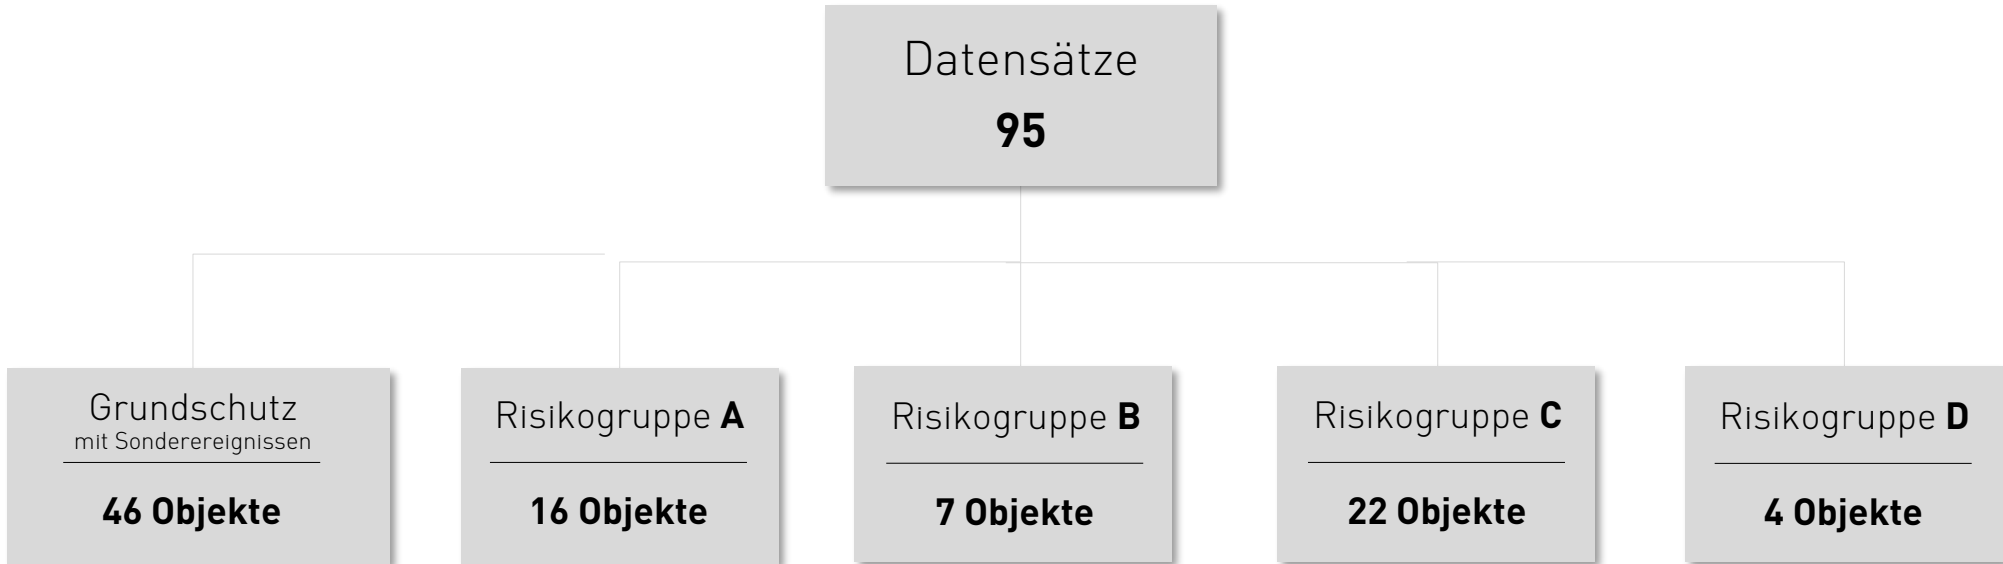 Datensätze
95
Grundschutz
mit Sonderereignissen
46 Objekte
Risikogruppe A
16 Objekte
Risikogruppe B
7 Objekte
Risikogruppe C
22 Objekte
Risikogruppe D
4 Objekte